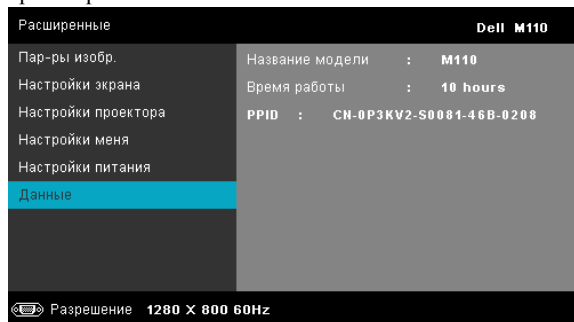 Расширенные Dell M110
Пар-ры изобр.
Настройки экрана
Настройки проектора
Настройки меня
Настройки питания
Данные
Название модели : M110
Время работы : 10 hours
PPID : CN-0P3KV2-S0081-46B-0208
Разрешение 1280 X 800 60Hz